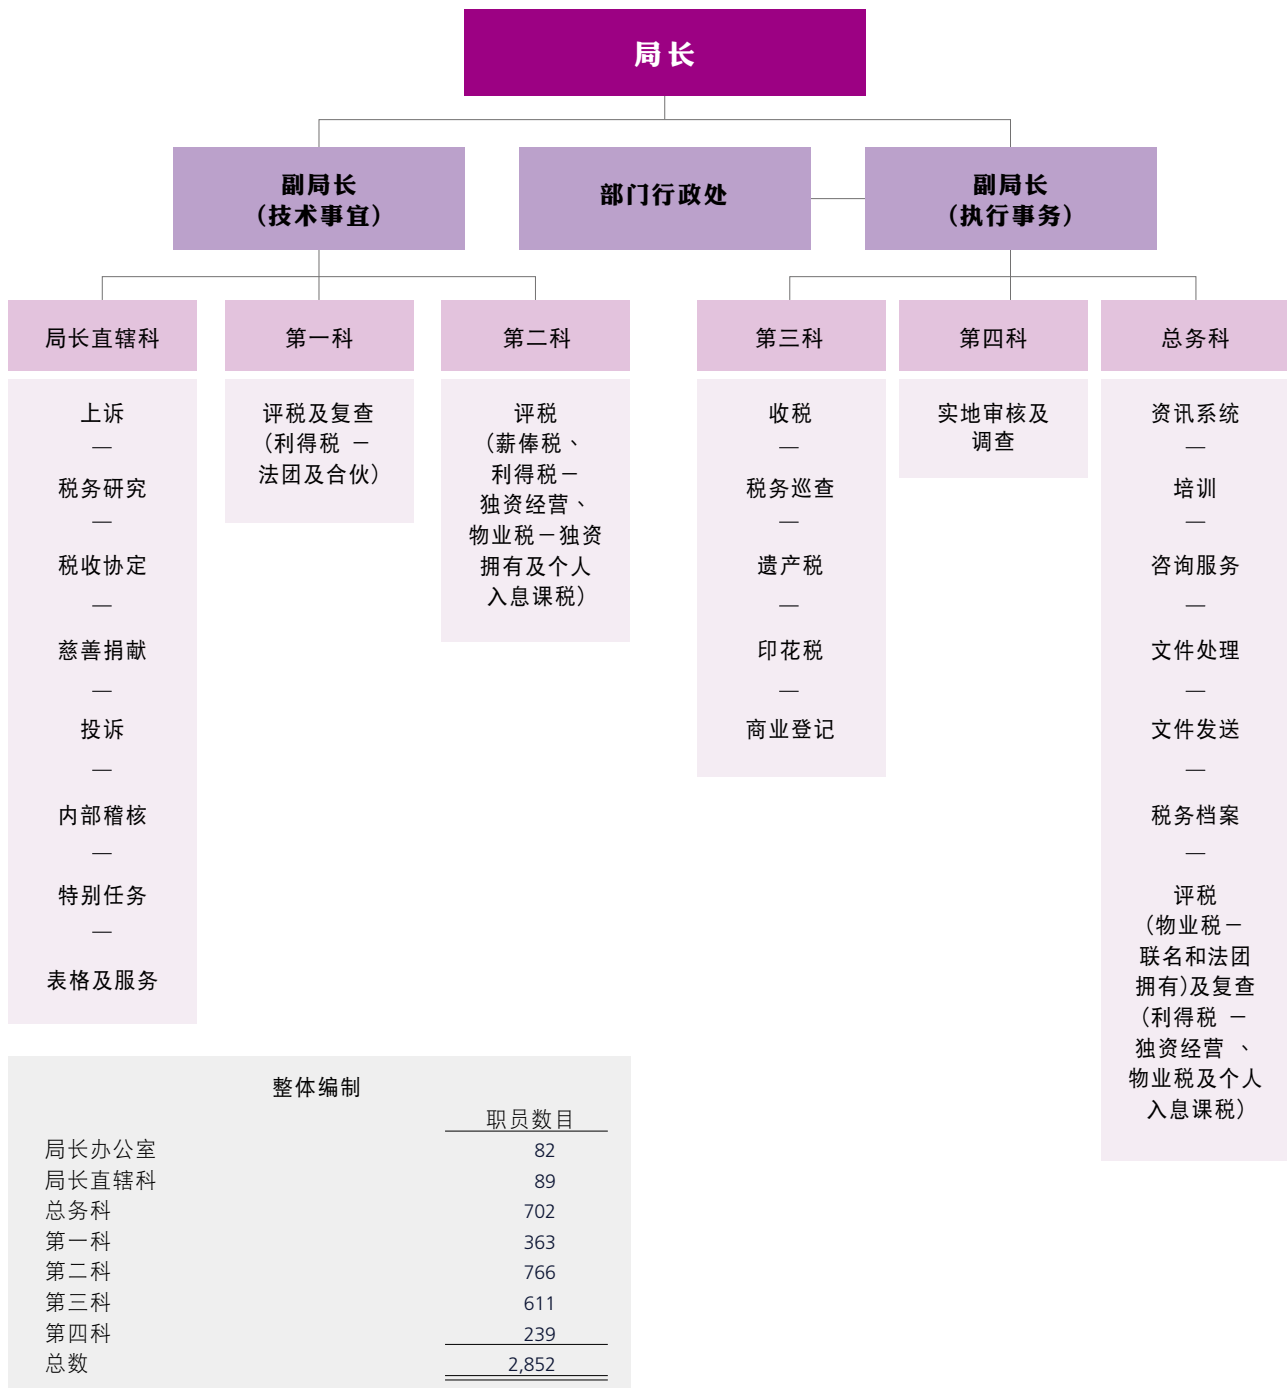 局长
副局长
（技术事宜）
部门行政处
副局长
（执行事务）
局长直辖科
第一科
第二科
第三科
第四科
总务科
上诉
—
税务研究
—
税收协定
—
慈善捐献
—
投诉
—
内部稽核
—
特别任务
—
表格及服务
评税及复查
（利得税 －
法团及合伙）
评税
（薪俸税、
利得税－
独资经营、
物业税－独资
拥有及个人
入息课税）
收税
—
税务巡查
—
遗产税
—
印花税
—
商业登记
实地审核及
调查
资讯系统
—
培训
—
咨询服务
—
文件处理
—
文件发送
—
税务档案
—
评税
（物业税－
联名和法团
拥有）及复查
（利得税 －
独资经营 、
物业税及个人
入息课税）
整体编制
职员数目
局长办公室 82
局长直辖科 89
总务科 702
第一科 363
第二科 766
第三科 611
第四科 239
总数 2,852